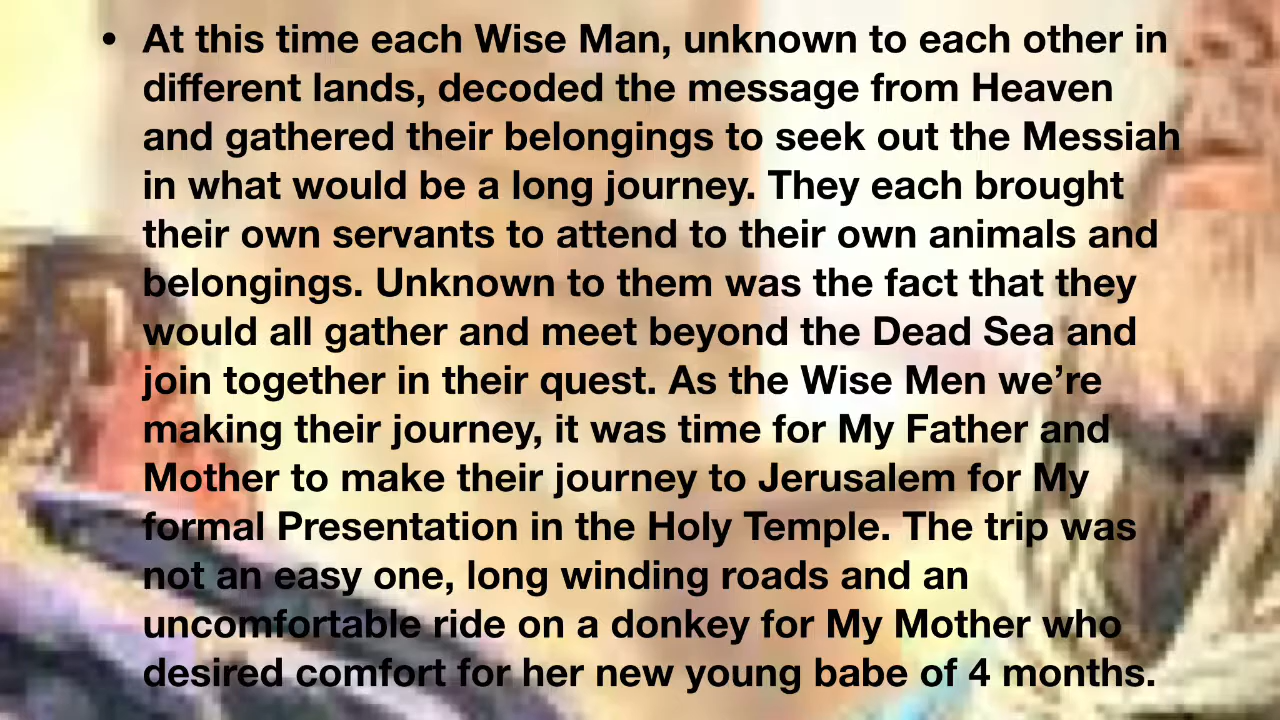 • At this time each Wise Man, unknown to each other in
different lands, decoded the message from Heaven
and gathered their belongings to seek out the Messiah
in what would be a long journey. They each brought
their own servants to attend to their own animals and
belongings. Unknown to them was the fact that they
would all gather and meet beyond the Dead Sea and
join together in their quest. As the Wise Men we’re
making their journey, it was time for My Father and
Mother to make their journey to Jerusalem for My
formal Presentation in the Holy Temple. The trip was
not an easy one, long winding roads and an
uncomfortable ride on a donkey for My Mother who
desired comfort for her new young babe of 4 months.